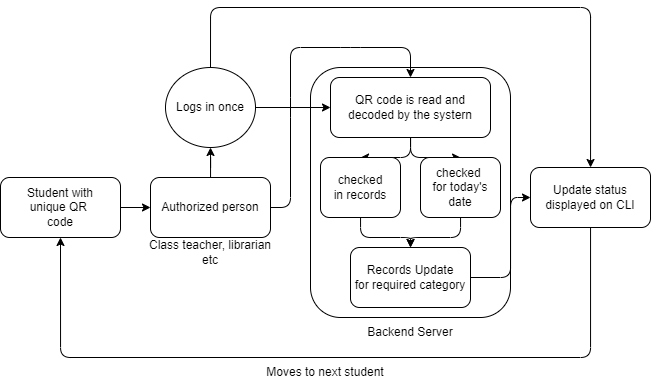 Logs in once
QR code is read and
decoded by the systern
checked
in records
checked
for today's
date
Student with
unique QR
code
Authorized person
Class teacher, librarian
etc
Update status
displayed on CLI
Records Update
for required category
Backend Server
Moves to next student